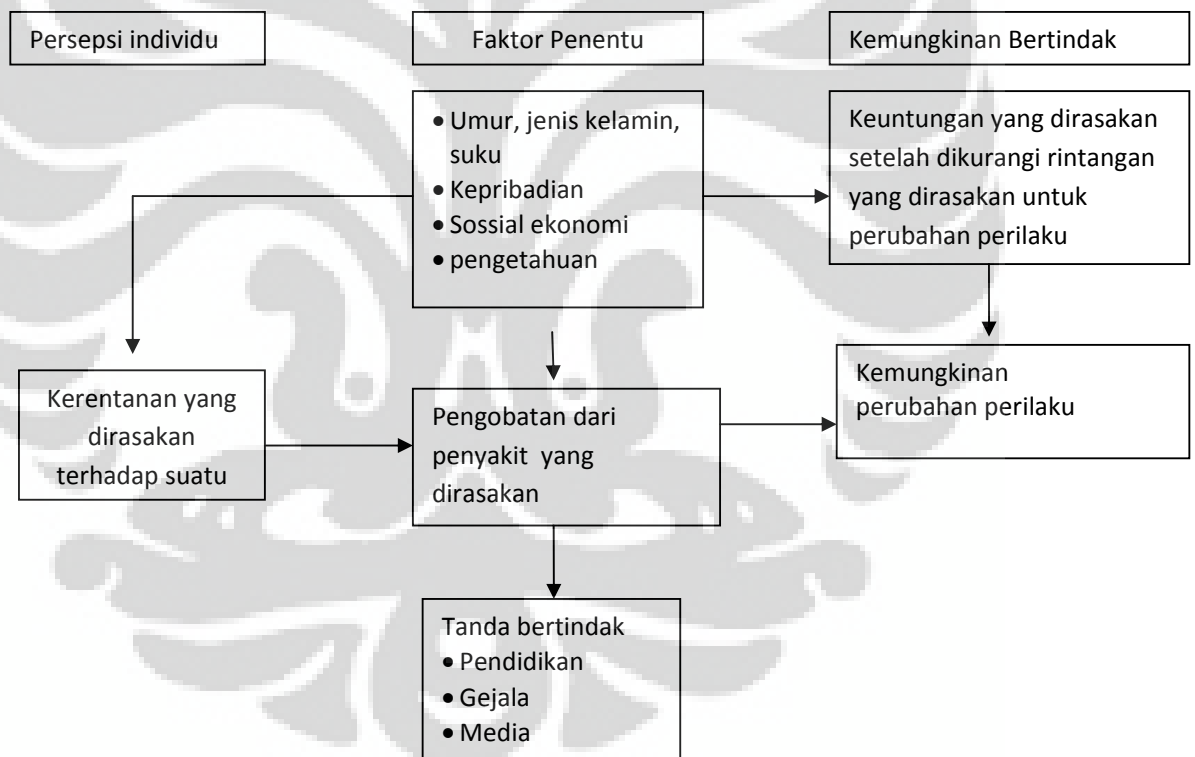 Persepsi individu
Faktor Penentu
Kemungkinan Bertindak
• Umur, jenis kelamin,
suku
• Kepribadian
• Sossial ekonomi
• pengetahuan
Keuntungan yang dirasakan
setelah dikurangi rintangan
yang dirasakan untuk
perubahan perilaku
Kerentanan yang
dirasakan
terhadap suatu
Pengobatan dari
penyakit yang
dirasakan
Kemungkinan
perubahan perilaku
Tanda bertindak
• Pendidikan
• Gejala
• Media